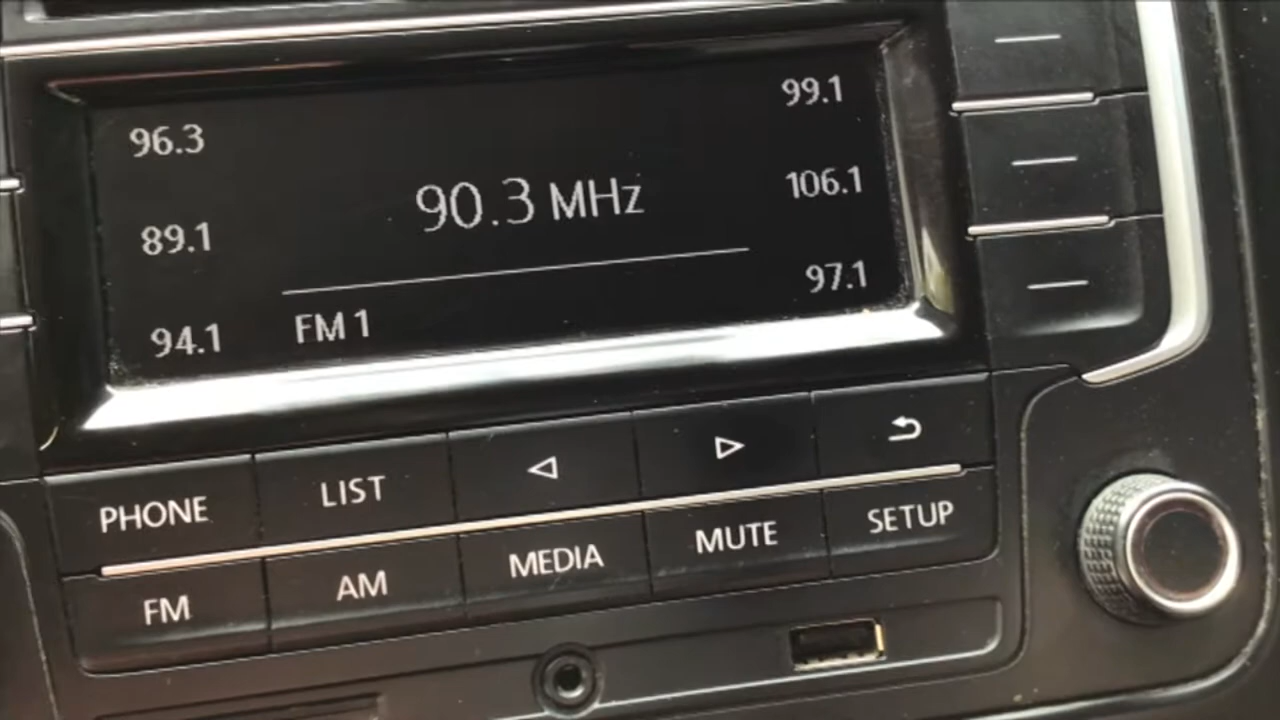 96.3
99.1
90.3 MHz
106.1
89.1
97.1
94.1
FM 1
PHONE
LIST
FM
AM
MEDIA
MUTE
SETUP